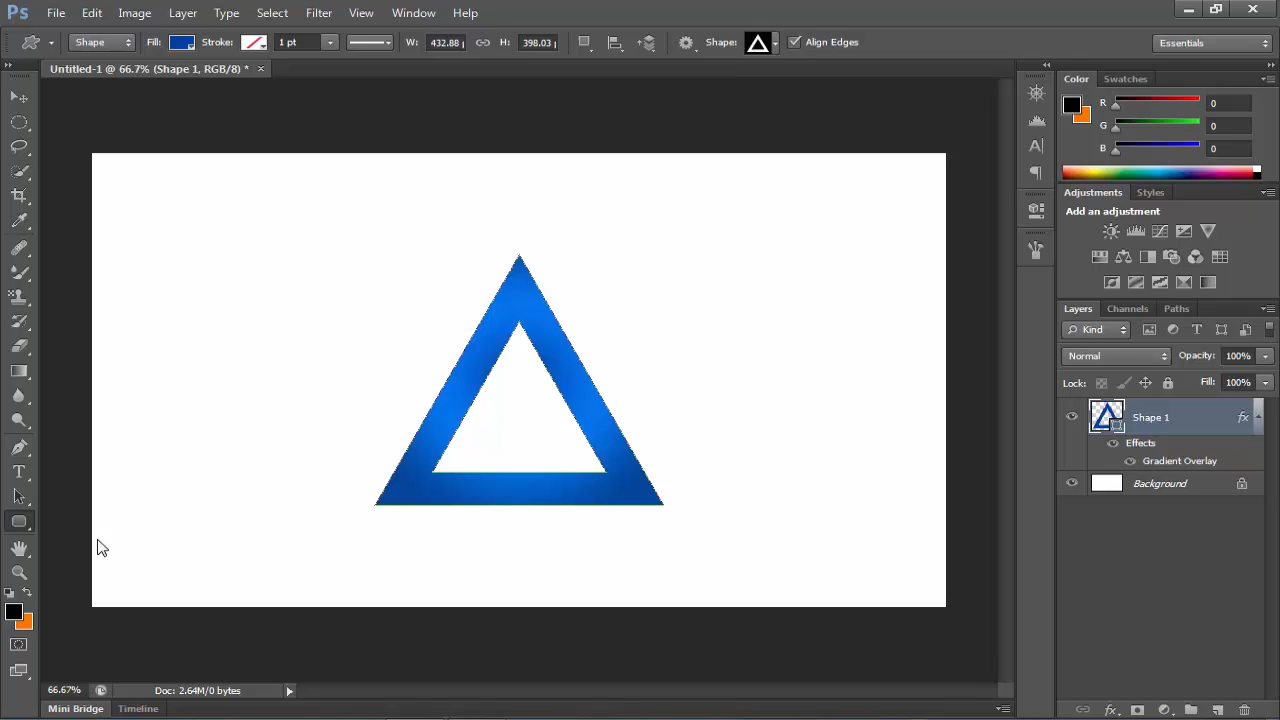 Ps File Edit Image Layer Type Select Filter View Window Help
Shape Fill: Stroke: 1 pt W: 432.88 p H: 398.03 p Shape: Align Edges Essentials
Untitled-1 @ 66.7% (Shape 1, RGB/8) * ×
Color Swatches
R 0
G 0
B 0
Adjustments Styles
Add an adjustment
Layers Channels Paths
Kind T
Normal Opacity: 100%
Lock: Fill: 100%
Shape 1 fx
Effects
Gradient Overlay
Background
66.67% Doc: 2.64M/0 bytes
fx
Mini Bridge Timeline